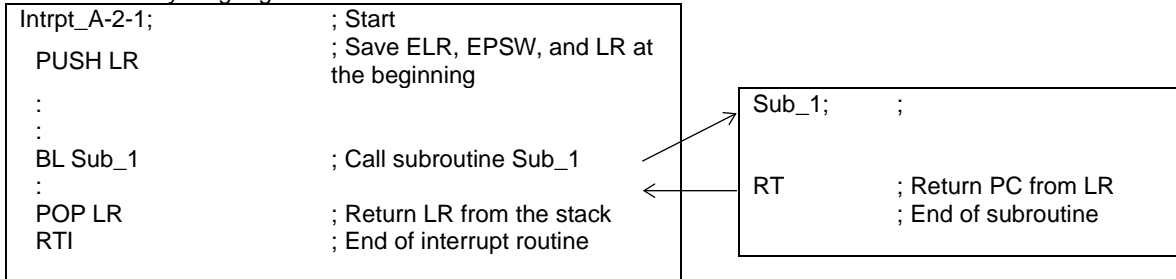 Intrpt_A-2-1; ; Start
PUSH LR ; Save ELR, EPSW, and LR at
the beginning
:
:
BL Sub_1 ; Call subroutine Sub_1
:
POP LR ; Return LR from the stack
RTI ; End of interrupt routine
Sub_1; ;
RT ; Return PC from LR
; End of subroutine